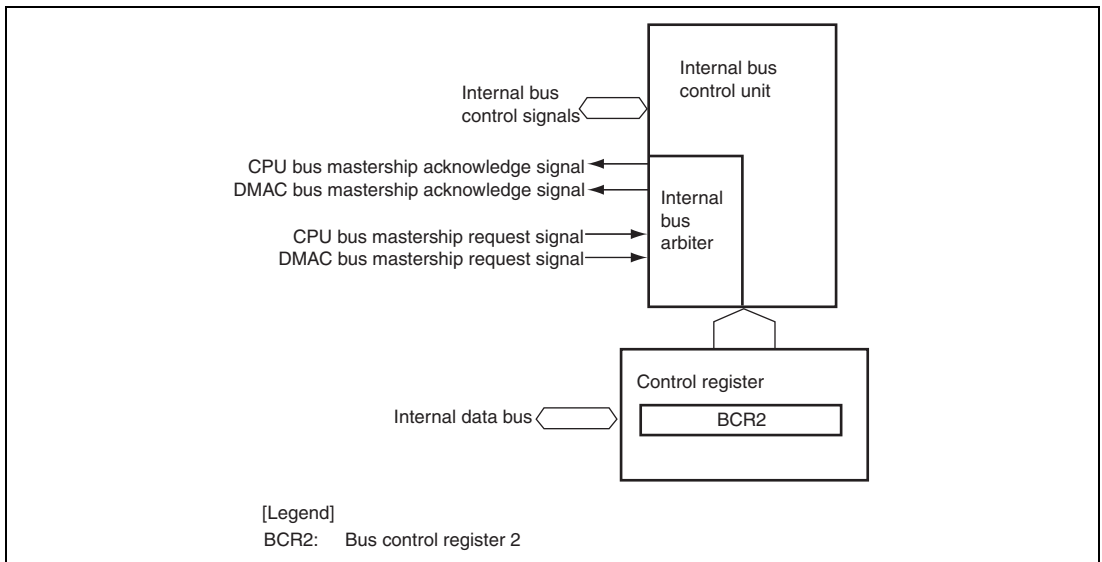 Internal bus
control unit
Internal bus
control signals
CPU bus mastership acknowledge signal
DMAC bus mastership acknowledge signal
Internal
bus
arbiter
CPU bus mastership request signal
DMAC bus mastership request signal
Control register
BCR2
Internal data bus
[Legend]
BCR2: Bus control register 2